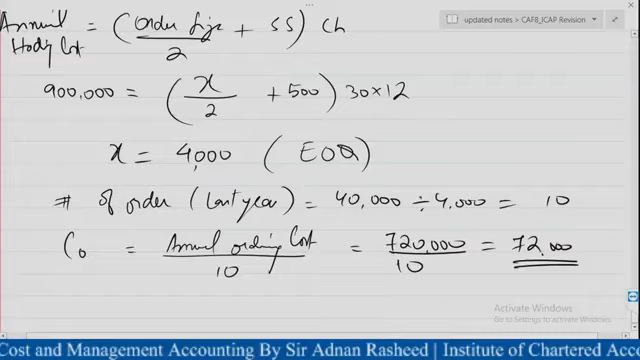 updated notes > CAF8_ICAP Revision
Annual Holding Cost = (order size / 2 + SS) Ch
900,000 = (x / 2 + 500) 30×12
x = 4,000 ( EOQ )
# of order (last year) = 40,000 ÷ 4,000 = 10
Co = Annual ordering Cost / 10 = 720,000 / 10 = 72,000
Activate Windows
Go to Settings to activate Windows.
Cost and Management Accounting By Sir Adnan Rasheed | Institute of Chartered Acc